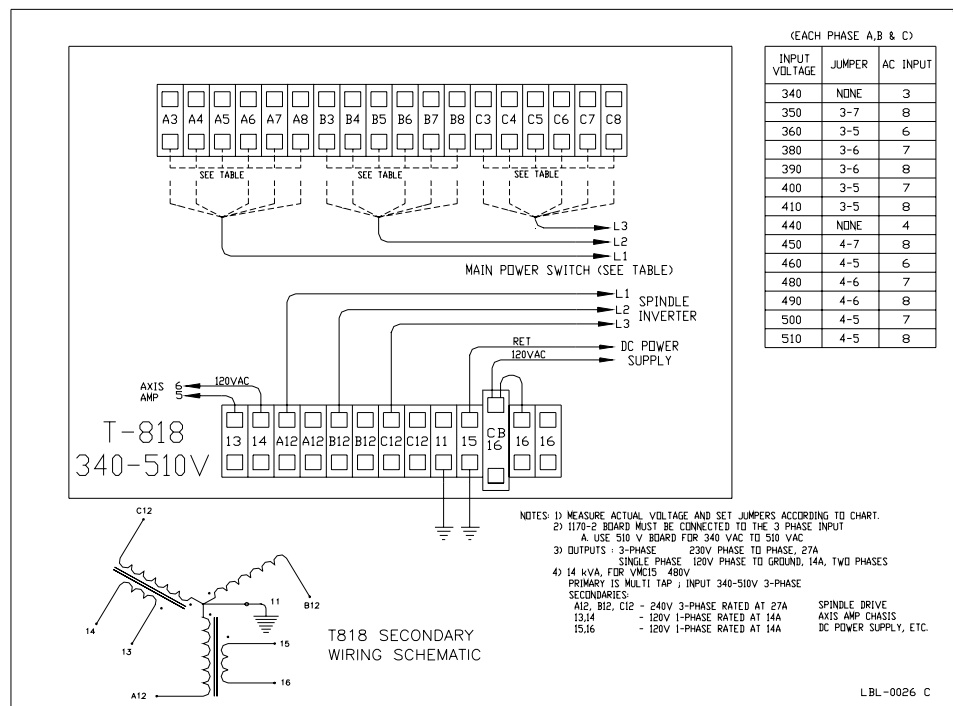 (EACH PHASE A,B & C)
INPUT VOLTAGE JUMPER AC INPUT
340 NONE 3
350 3-7 8
360 3-5 6
380 3-6 7
390 3-6 8
400 3-5 7
410 3-5 8
440 NONE 4
450 4-7 8
460 4-5 6
480 4-6 7
490 4-6 8
500 4-5 7
510 4-5 8
A3 A4 A5 A6 A7 A8 B3 B4 B5 B6 B7 B8 C3 C4 C5 C6 C7 C8
SEE TABLE SEE TABLE SEE TABLE
L3
L2
L1
MAIN POWER SWITCH (SEE TABLE)
L1
L2
L3
SPINDLE
INVERTER
RET
120VAC
DC POWER
SUPPLY
AXIS 6
AMP 5
120VAC
T-818
340-510V
13 14 A12 A12 B12 B12 C12 C12 11 15 CB 16 16 16
NOTES: 1) MEASURE ACTUAL VOLTAGE AND SET JUMPERS ACCORDING TO CHART.
2) 1170-2 BOARD MUST BE CONNECTED TO THE 3 PHASE INPUT
A. USE 510 V BOARD FOR 340 VAC TO 510 VAC
3) OUTPUTS : 3-PHASE 230V PHASE TO PHASE, 27A
SINGLE PHASE 120V PHASE TO GROUND, 14A, TWO PHASES
4) 14 kVA, FOR VMC15 480V
PRIMARY IS MULTI TAP ; INPUT 340-510V 3-PHASE
SECONDARIES:
A12, B12, C12 - 240V 3-PHASE RATED AT 27A SPINDLE DRIVE
13,14 - 120V 1-PHASE RATED AT 14A AXIS AMP CHASIS
15,16 - 120V 1-PHASE RATED AT 14A DC POWER SUPPLY, ETC.
C12
14
13
A12
11
B12
15
16
T818 SECONDARY
WIRING SCHEMATIC
LBL-0026 C